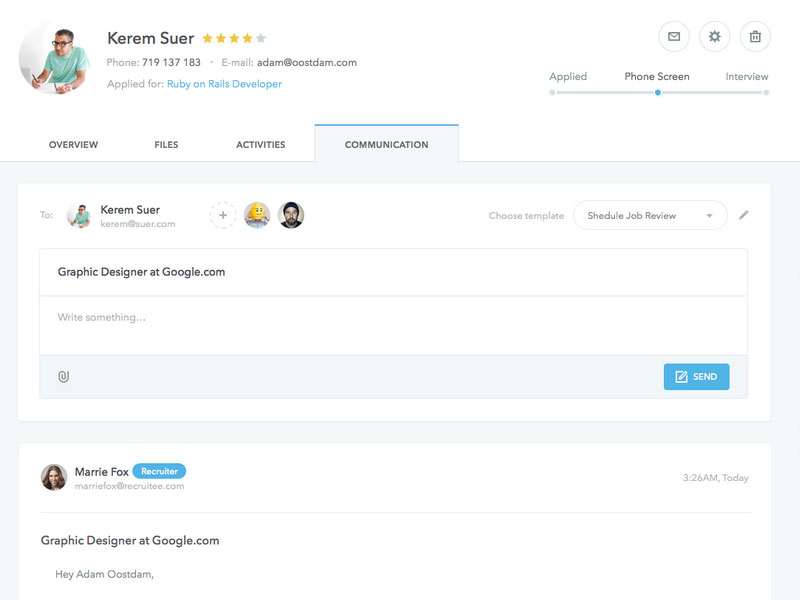 Kerem Suer
Phone: 719 137 183 • E-mail: adam@oostdam.com
Applied for: Ruby on Rails Developer
Applied Phone Screen Interview
OVERVIEW FILES ACTIVITIES COMMUNICATION
To: Kerem Suer
kerem@suer.com
+
Choose template Shedule Job Review
Graphic Designer at Google.com
Write something...
SEND
Marrie Fox Recruiter
marriefox@recruitee.com
3:26AM, Today
Graphic Designer at Google.com
Hey Adam Oostdam,